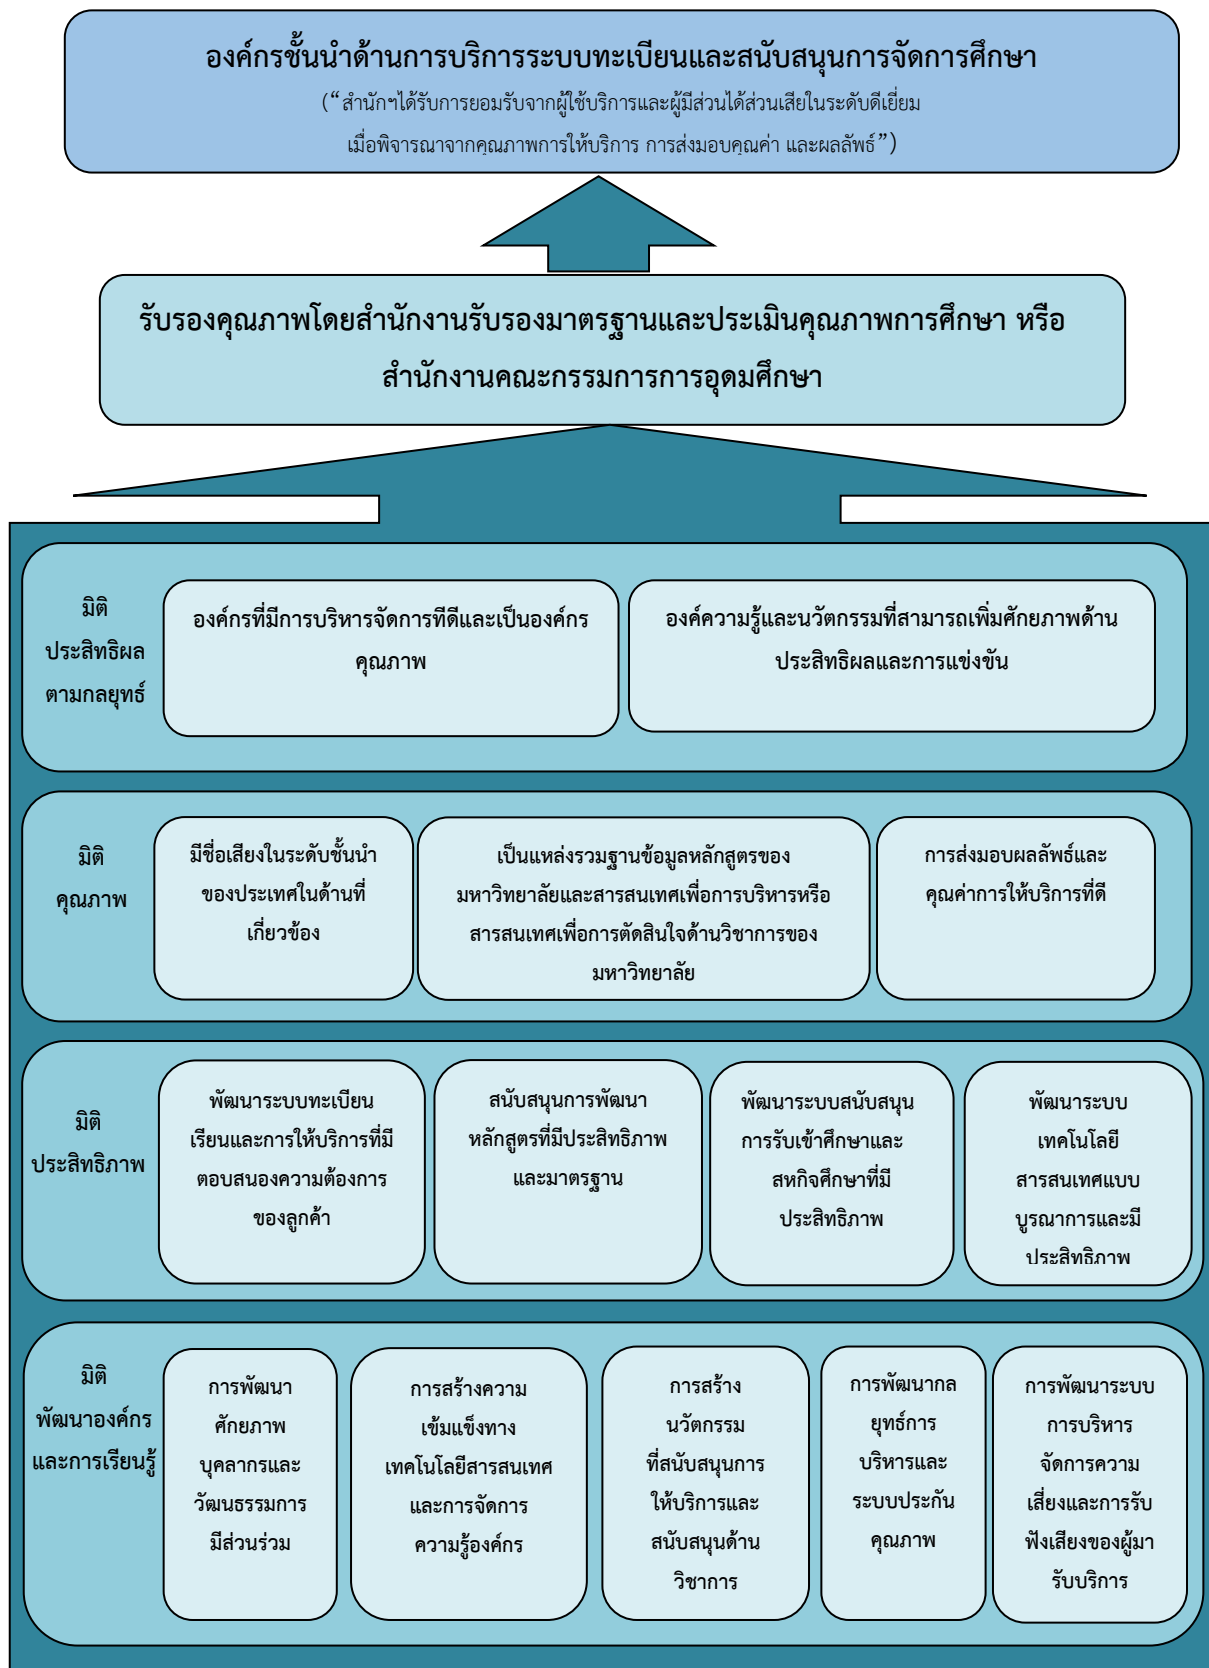 องค์กรชั้นนำด้านการบริการระบบทะเบียนและสนับสนุนการจัดการศึกษา
(“สำนักฯได้รับการยอมรับจากผู้ใช้บริการและผู้มีส่วนได้ส่วนเสียในระดับดีเยี่ยม
เมื่อพิจารณาจากคุณภาพการให้บริการ การส่งมอบคุณค่า และผลลัพธ์”)
รับรองคุณภาพโดยสำนักงานรับรองมาตรฐานและประเมินคุณภาพการศึกษา หรือ
สำนักงานคณะกรรมการการอุดมศึกษา
มิติ
ประสิทธิผล
ตามกลยุทธ์
องค์กรที่มีการบริหารจัดการทีดีและเป็นองค์กร
คุณภาพ
องค์ความรู้และนวัตกรรมที่สามารถเพิ่มศักยภาพด้าน
ประสิทธิผลและการแข่งขัน
มิติ
คุณภาพ
มีชื่อเสียงในระดับชั้นนำ
ของประเทศในด้านที่
เกี่ยวข้อง
เป็นแหล่งรวมฐานข้อมูลหลักสูตรของ
มหาวิทยาลัยและสารสนเทศเพื่อการบริหารหรือ
สารสนเทศเพื่อการตัดสินใจด้านวิชาการของ
มหาวิทยาลัย
การส่งมอบผลลัพธ์และ
คุณค่าการให้บริการที่ดี
มิติ
ประสิทธิภาพ
พัฒนาระบบทะเบียน
เรียนและการให้บริการที่มี
ตอบสนองความต้องการ
ของลูกค้า
สนับสนุนการพัฒนา
หลักสูตรที่มีประสิทธิภาพ
และมาตรฐาน
พัฒนาระบบสนับสนุน
การรับเข้าศึกษาและ
สหกิจศึกษาที่มี
ประสิทธิภาพ
พัฒนาระบบ
เทคโนโลยี
สารสนเทศแบบ
บูรณาการและมี
ประสิทธิภาพ
มิติ
พัฒนาองค์กร
และการเรียนรู้
การพัฒนา
ศักยภาพ
บุคลากรและ
วัฒนธรรมการ
มีส่วนร่วม
การสร้างความ
เข้มแข็งทาง
เทคโนโลยีสารสนเทศ
และการจัดการ
ความรู้องค์กร
การสร้าง
นวัตกรรม
ที่สนับสนุนการ
ให้บริการและ
สนับสนุนด้าน
วิชาการ
การพัฒนากล
ยุทธ์การ
บริหารและ
ระบบประกัน
คุณภาพ
การพัฒนาระบบ
การบริหาร
จัดการความ
เสี่ยงและการรับ
ฟังเสียงของผู้มา
รับบริการ